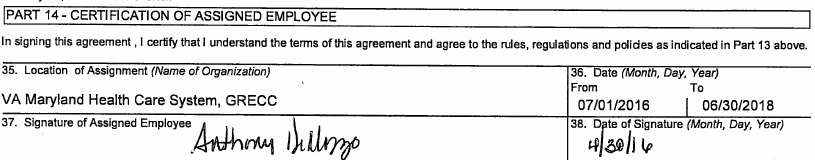 PART 14 - CERTIFICATION OF ASSIGNED EMPLOYEE
In signing this agreement , I certify that I understand the terms of this agreement and agree to the rules, regulations and policies as indicated in Part 13 above.
35. Location of Assignment (Name of Organization)
36. Date (Month, Day, Year)
From To
VA Maryland Health Care System, GRECC
07/01/2016 06/30/2018
37. Signature of Assigned Employee
38. Date of Signature (Month, Day, Year)
Anthony
4/30/16